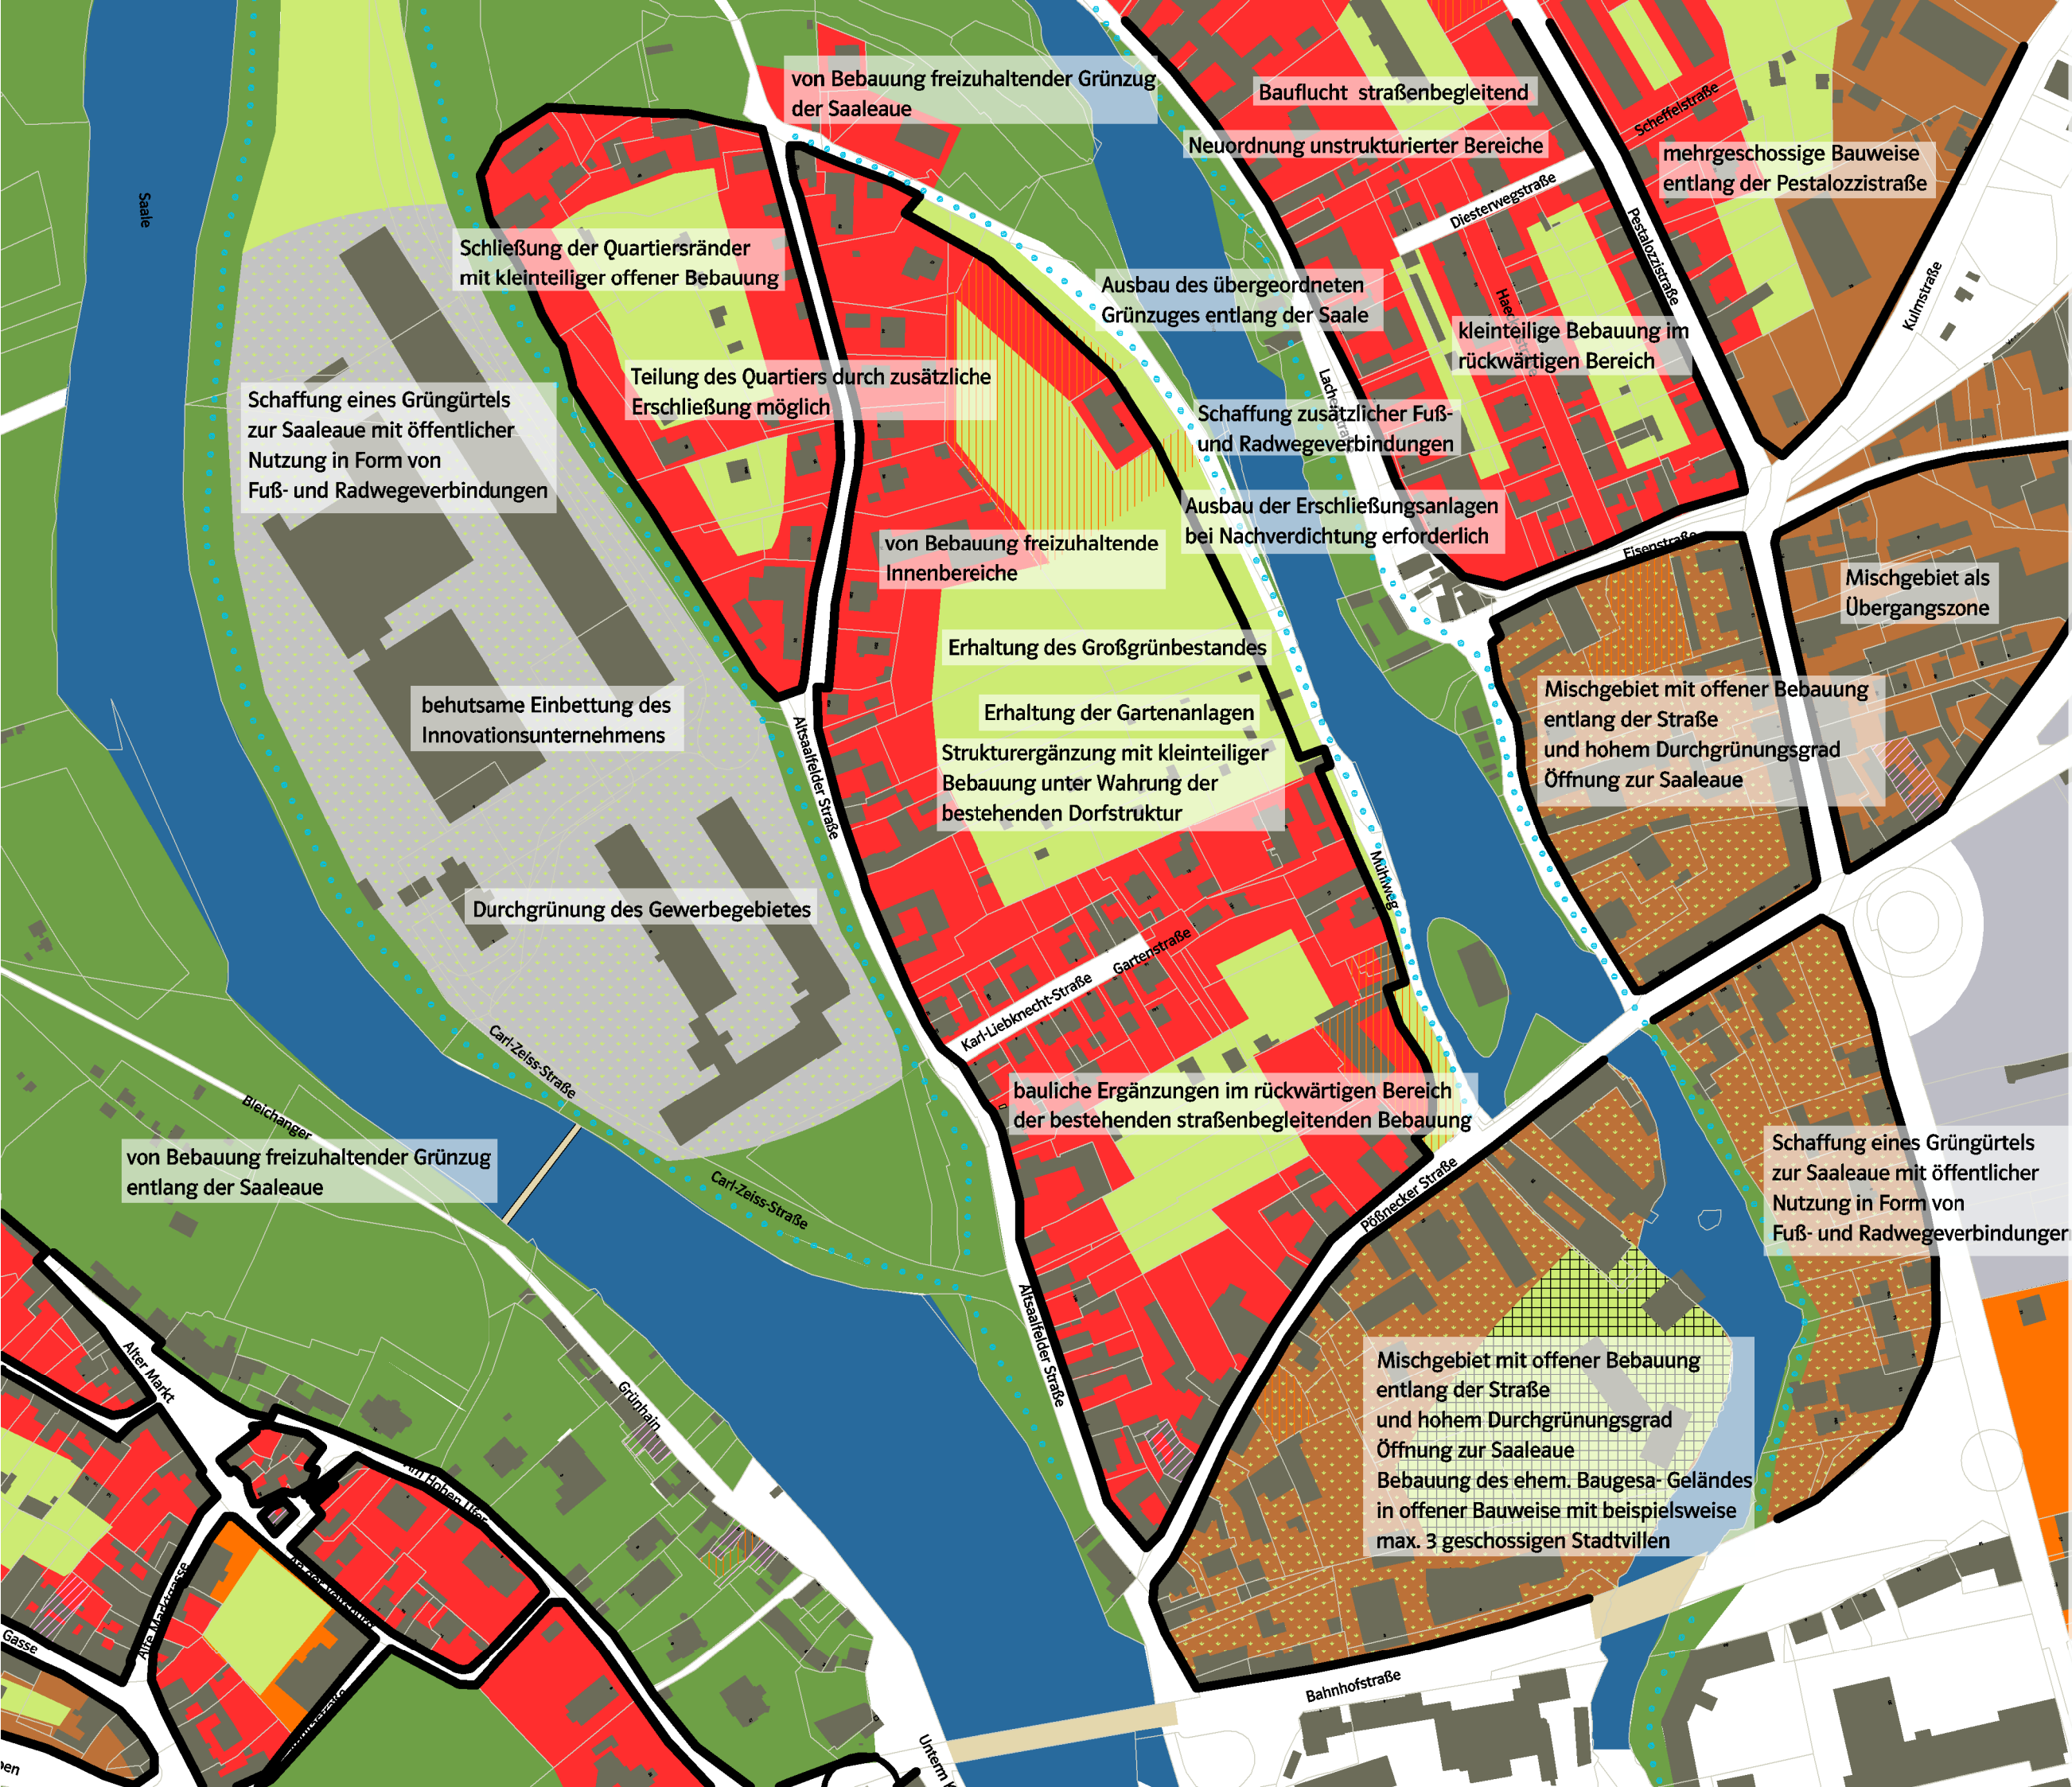 von Bebauung freizuhaltender Grünzug
der Saaleaue
Bauflucht straßenbegleitend
Neuordnung unstrukturierter Bereiche
Scheffelstraße
mehrgeschossige Bauweise
entlang der Pestalozzistraße
Diesterwegstraße
Pestalozzistraße
Saale
Schließung der Quartiersränder
mit kleinteiliger offener Bebauung
Ausbau des übergeordneten
Grünzuges entlang der Saale
Kulmstraße
kleinteilige Bebauung im
rückwärtigen Bereich
Teilung des Quartiers durch zusätzliche
Erschließung möglich
Schaffung eines Grüngürtels
zur Saaleaue mit öffentlicher
Nutzung in Form von
Fuß- und Radwegeverbindungen
Schaffung zusätzlicher Fuß-
und Radwegeverbindungen
Ausbau der Erschließungsanlagen
bei Nachverdichtung erforderlich
von Bebauung freizuhaltende
Innenbereiche
Eisenstraße
Mischgebiet als
Übergangszone
Erhaltung des Großgrünbestandes
behutsame Einbettung des
Innovationsunternehmens
Erhaltung der Gartenanlagen
Mischgebiet mit offener Bebauung
entlang der Straße
und hohem Durchgrünungsgrad
Öffnung zur Saaleaue
Altsaalfelder Straße
Strukturergänzung mit kleinteiliger
Bebauung unter Wahrung der
bestehenden Dorfstruktur
Mühlweg
Durchgrünung des Gewerbegebietes
Gartenstraße
Karl-Liebknecht-Straße
Carl-Zeiss-Straße
bauliche Ergänzungen im rückwärtigen Bereich
der bestehenden straßenbegleitenden Bebauung
Bleichanger
von Bebauung freizuhaltender Grünzug
entlang der Saaleaue
Carl-Zeiss-Straße
Pößnecker Straße
Schaffung eines Grüngürtels
zur Saaleaue mit öffentlicher
Nutzung in Form von
Fuß- und Radwegeverbindungen
Altsaalfelder Straße
Alter Markt
Grünhain
Mischgebiet mit offener Bebauung
entlang der Straße
und hohem Durchgrünungsgrad
Öffnung zur Saaleaue
Bebauung des ehem. Baugesa- Geländes
in offener Bauweise mit beispielsweise
max. 3 geschossigen Stadtvillen
Am Hohen Ufer
Alte Marktgasse
Gasse
Bahnhofstraße
Unterm